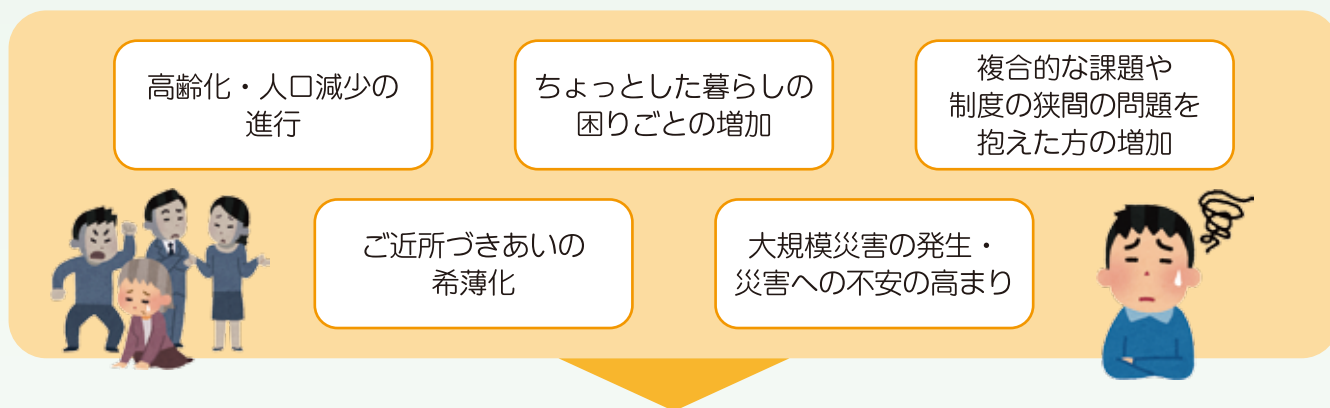 高齢化・人口減少の
進行
ちょっとした暮らしの
困りごとの増加
複合的な課題や
制度の狭間の問題を
抱えた方の増加
ご近所づきあいの
希薄化
大規模災害の発生・
災害への不安の高まり